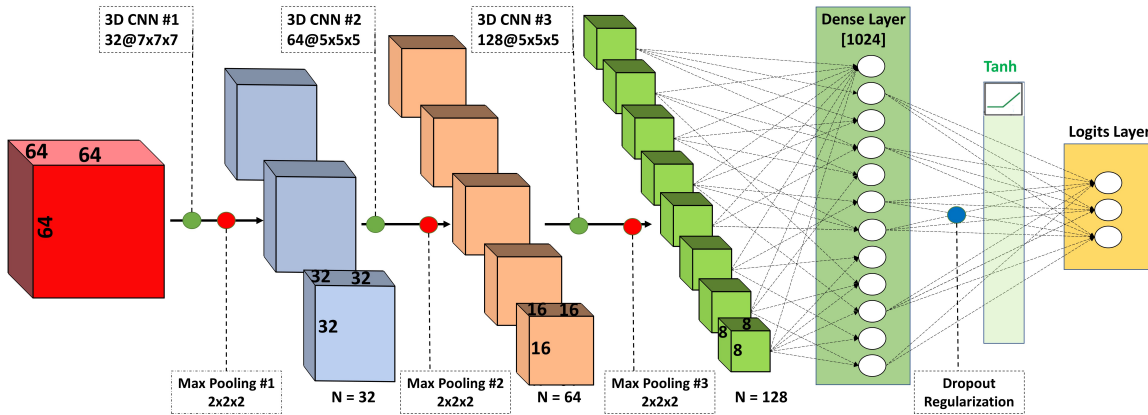 3D CNN #1
32@7x7x7
3D CNN #2
64@5x5x5
3D CNN #3
128@5x5x5
Dense Layer
[1024]
Tanh
Logits Layer
64
64
64
32
32
32
16
16
16
8
8
8
Max Pooling #1
2x2x2
N = 32
Max Pooling #2
2x2x2
N = 64
Max Pooling #3
2x2x2
N = 128
Dropout
Regularization